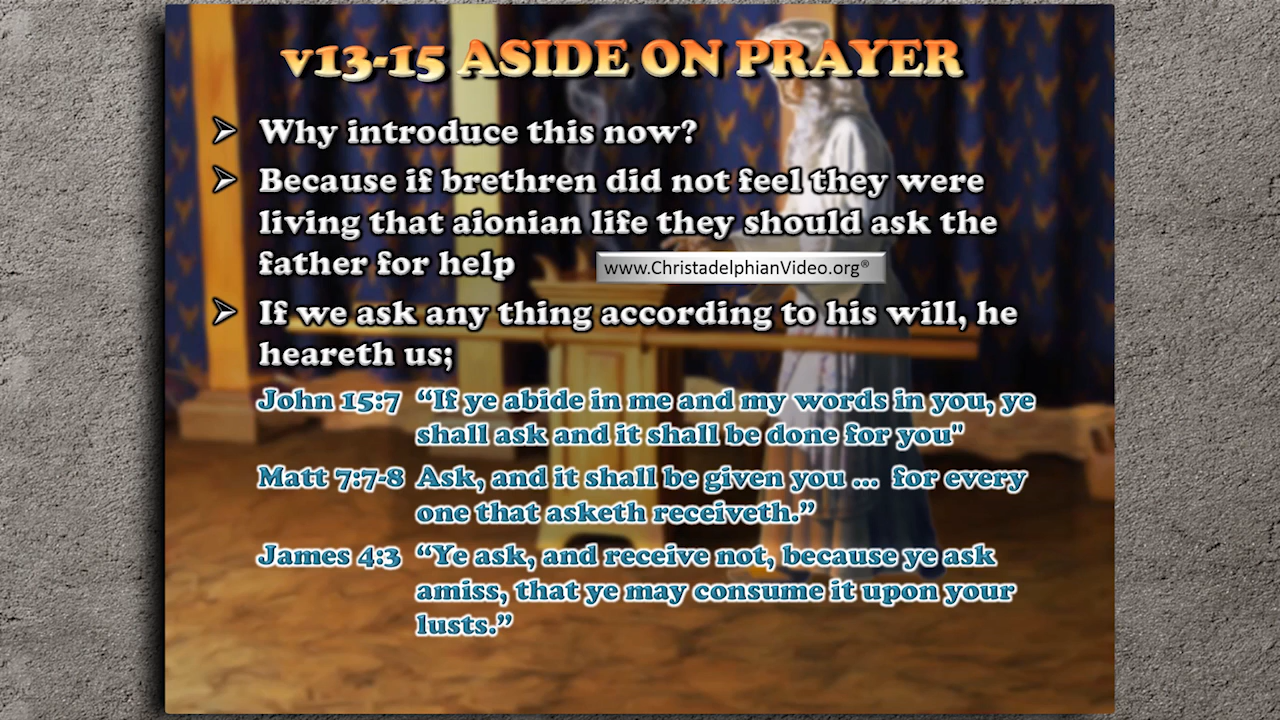 v13-15 ASIDE ON PRAYER
Why introduce this now?
Because if brethren did not feel they were
living that aionian life they should ask the
father for help
www.ChristadelphianVideo.org®
If we ask any thing according to his will, he
heareth us;
John 15:7 “If ye abide in me and my words in you, ye
shall ask and it shall be done for you"
Matt 7:7-8 Ask, and it shall be given you ... for every
one that asketh receiveth.”
James 4:3 “Ye ask, and receive not, because ye ask
amiss, that ye may consume it upon your
lusts.”